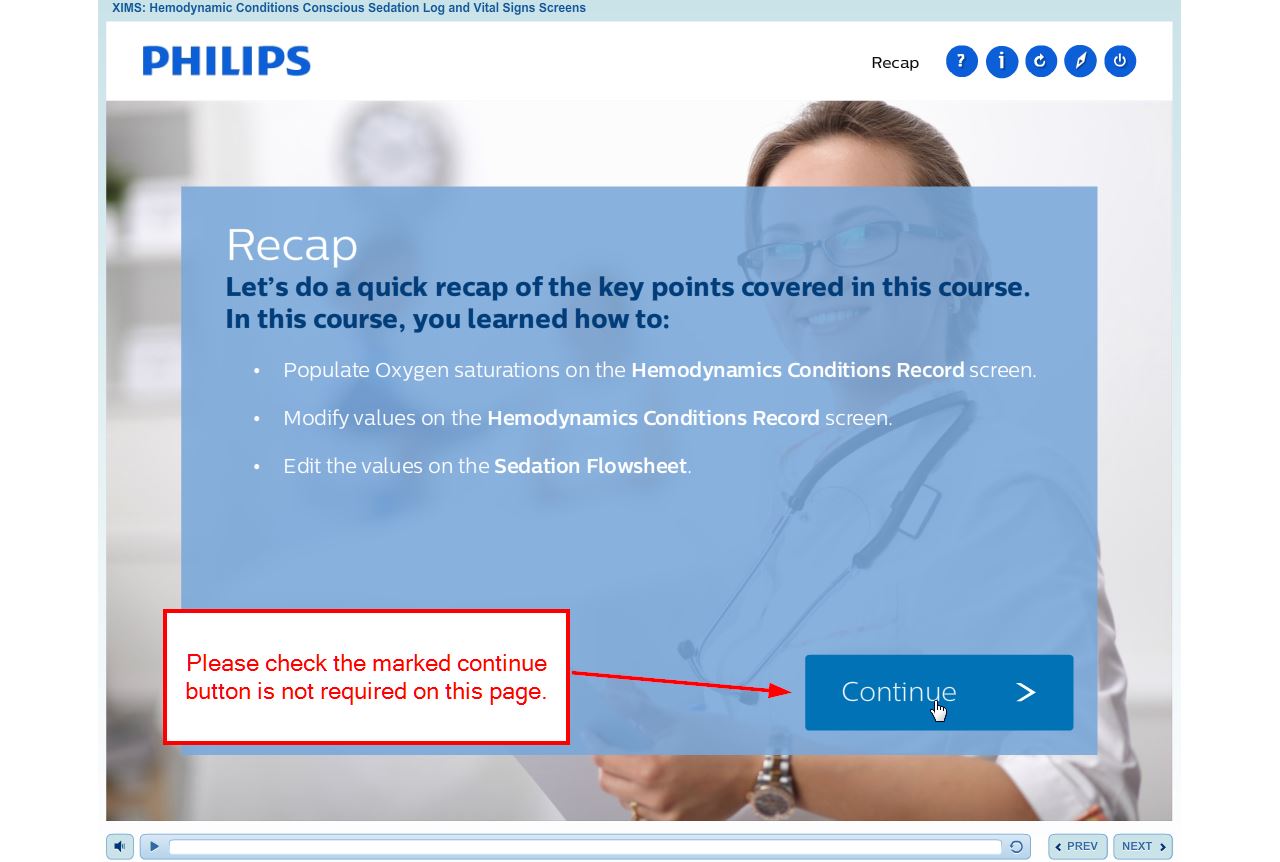 XIMS: Hemodynamic Conditions Conscious Sedation Log and Vital Signs Screens
PHILIPS
Recap
? i
Recap
Let's do a quick recap of the key points covered in this course.
In this course, you learned how to:
• Populate Oxygen saturations on the Hemodynamics Conditions Record screen.
• Modify values on the Hemodynamics Conditions Record screen.
• Edit the values on the Sedation Flowsheet.
Please check the marked continue
button is not required on this page.
Continue >
PREV NEXT